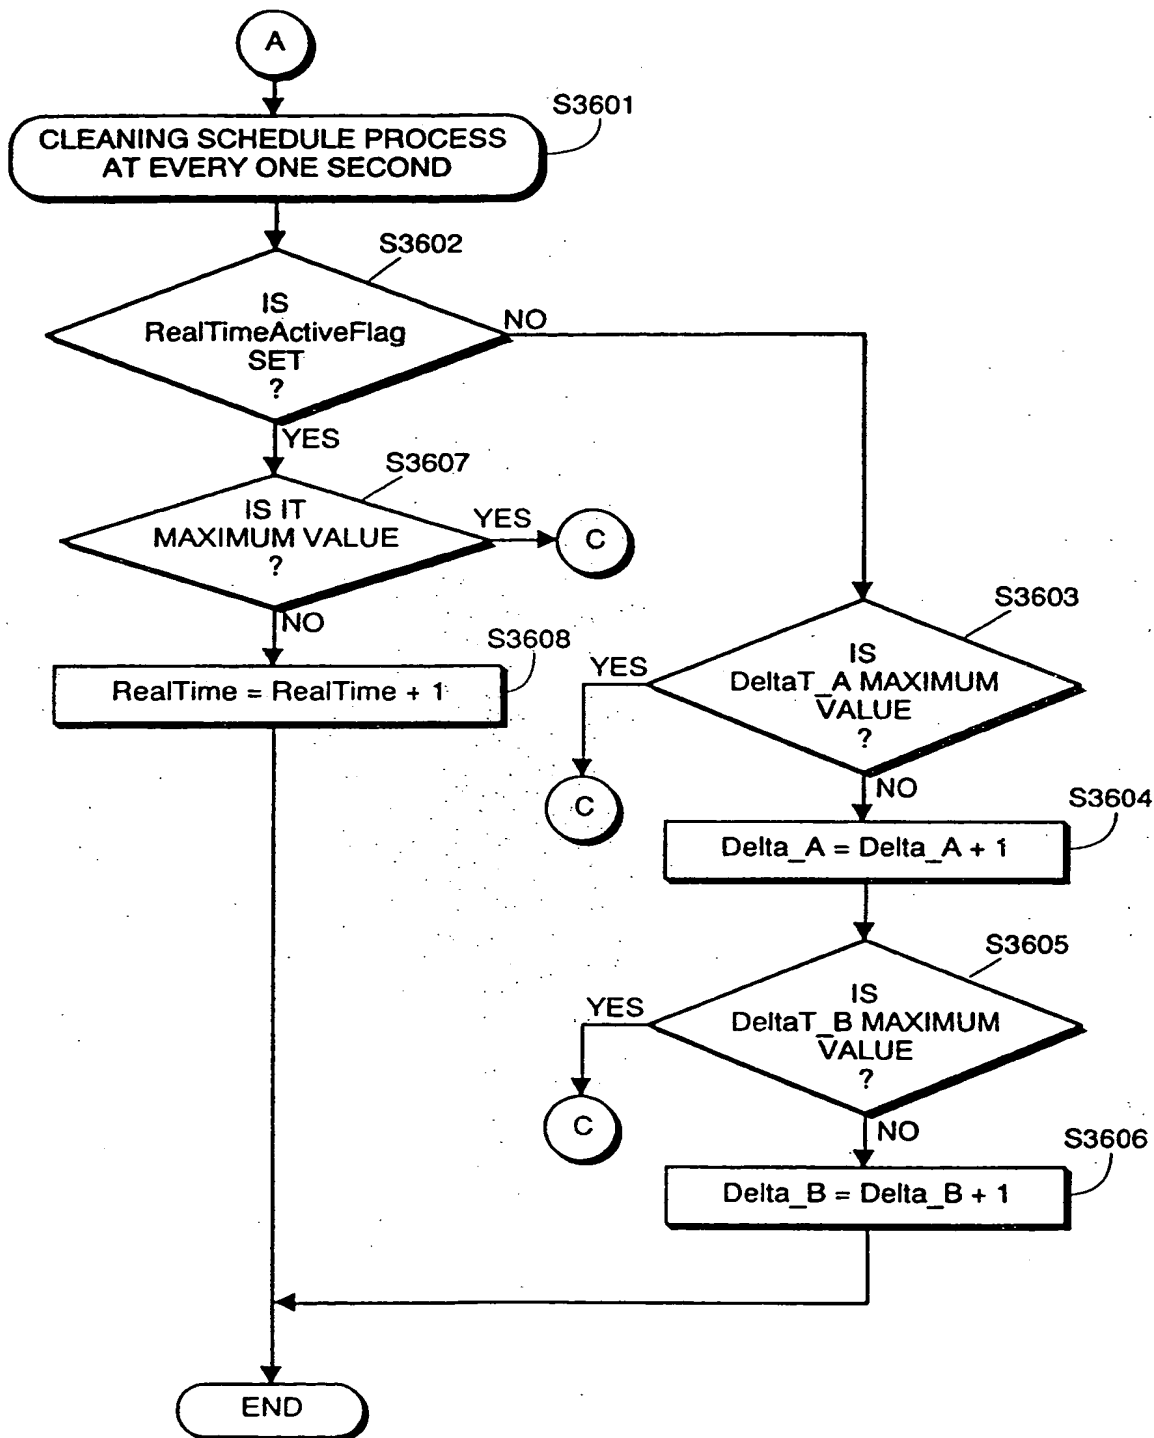 A
S3601
CLEANING SCHEDULE PROCESS
AT EVERY ONE SECOND
S3602
IS
RealTimeActiveFlag
SET
?
NO
YES
S3607
IS IT
MAXIMUM VALUE
?
YES
C
NO
S3608
RealTime = RealTime + 1
S3603
IS
DeltaT_A MAXIMUM
VALUE
?
YES
C
NO
S3604
Delta_A = Delta_A + 1
S3605
IS
DeltaT_B MAXIMUM
VALUE
?
YES
C
NO
S3606
Delta_B = Delta_B + 1
END